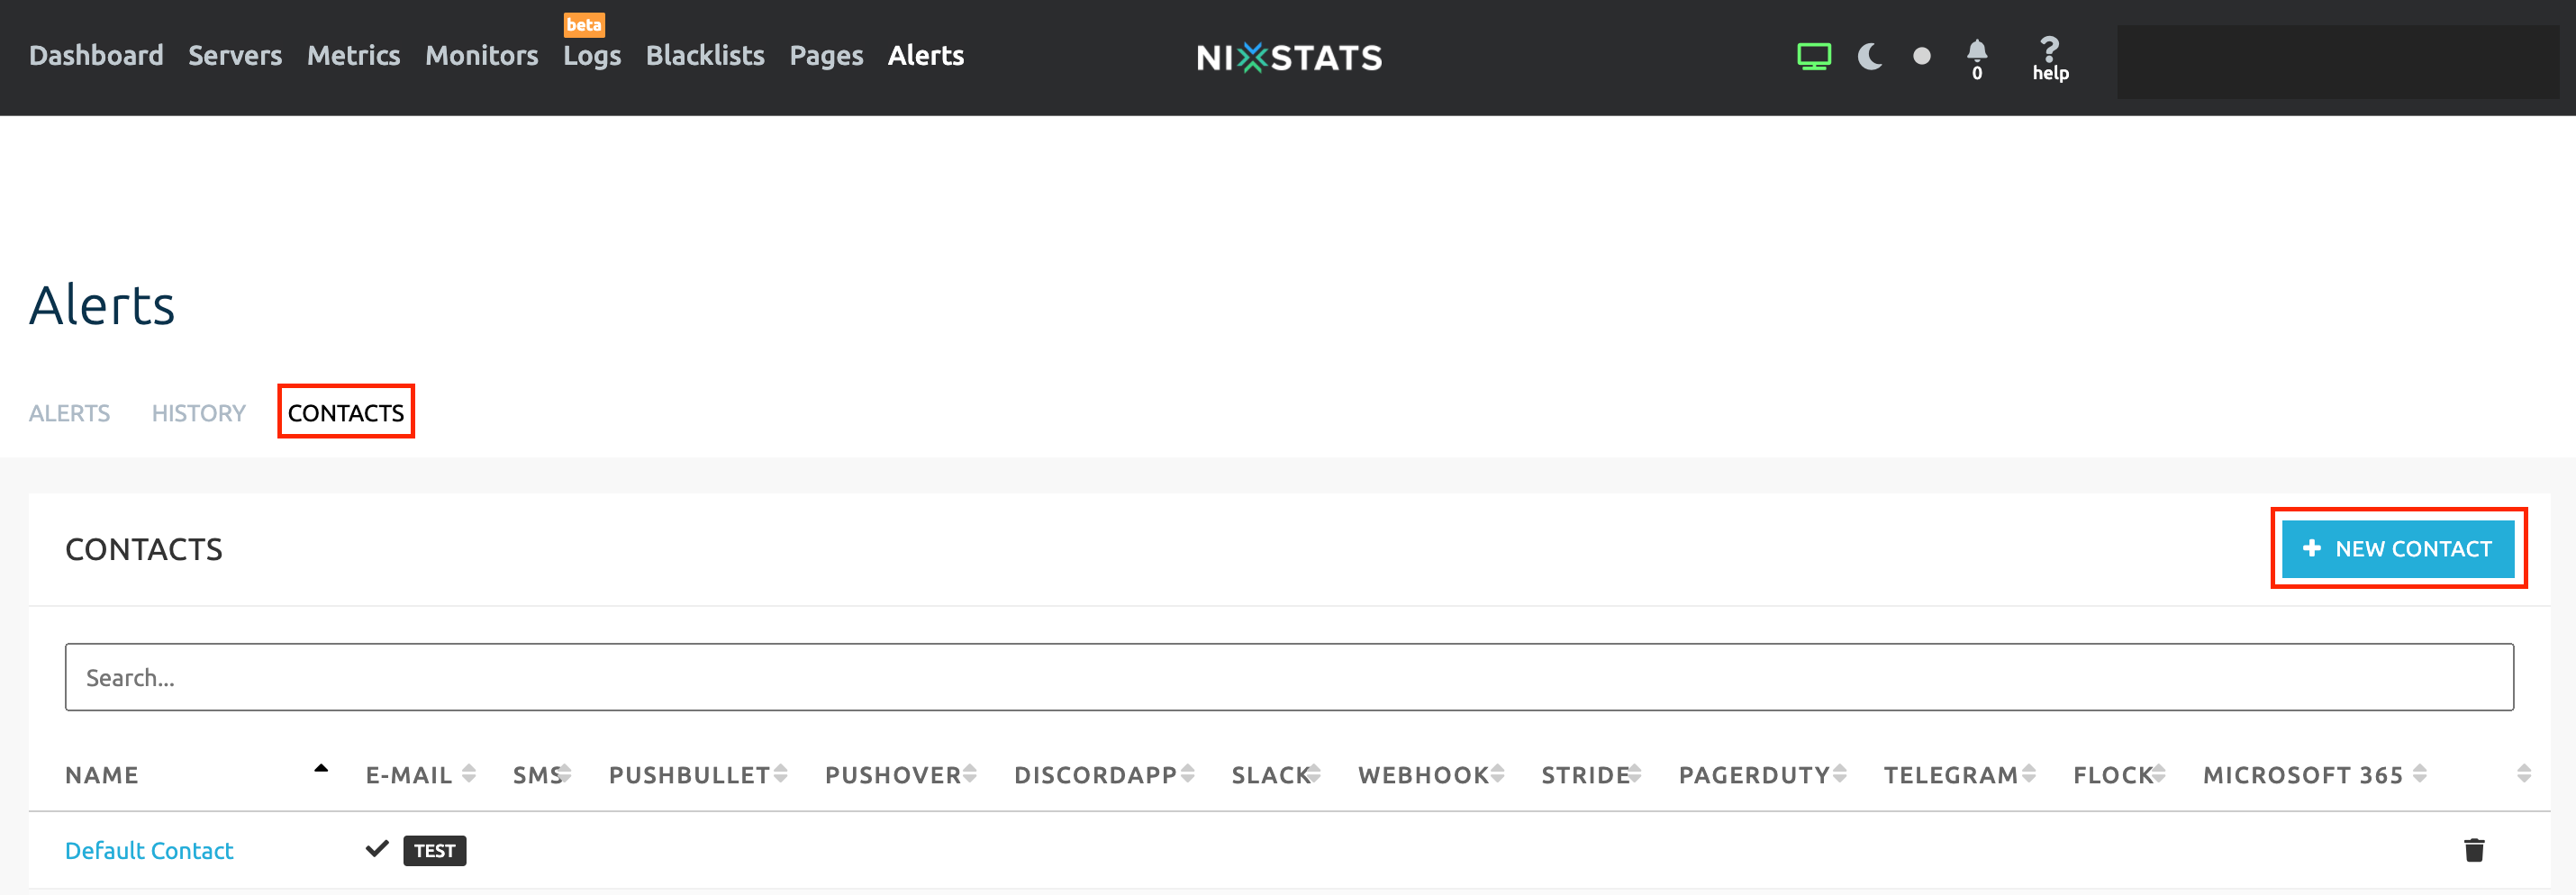 beta
Dashboard Servers Metrics Monitors Logs Blacklists Pages Alerts NIXSTATS 0 ? help
Alerts
ALERTS HISTORY CONTACTS
CONTACTS + NEW CONTACT
Search...
NAME E-MAIL SMS PUSHBULLET PUSHOVER DISCORDAPP SLACK WEBHOOK STRIDE PAGERDUTY TELEGRAM FLOCK MICROSOFT 365
Default Contact TEST